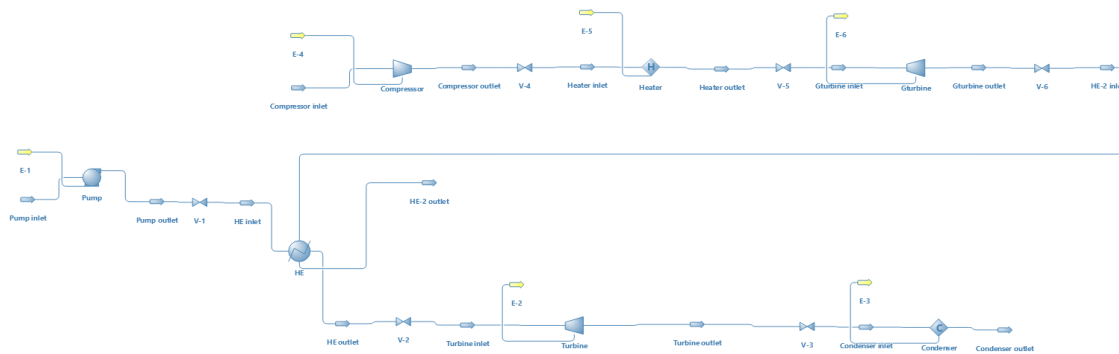 E-4
E-5
E-6
Compresssor
Compressor inlet
Compressor outlet
V-4
Heater inlet
H
Heater
Heater outlet
V-5
Gturbine inlet
Gturbine
Gturbine outlet
V-6
HE-2 inle
E-1
Pump
Pump inlet
Pump outlet
V-1
HE inlet
HE-2 outlet
HE
E-2
E-3
HE outlet
V-2
Turbine inlet
Turbine
Turbine outlet
V-3
Condenser inlet
C
Condenser
Condenser outlet